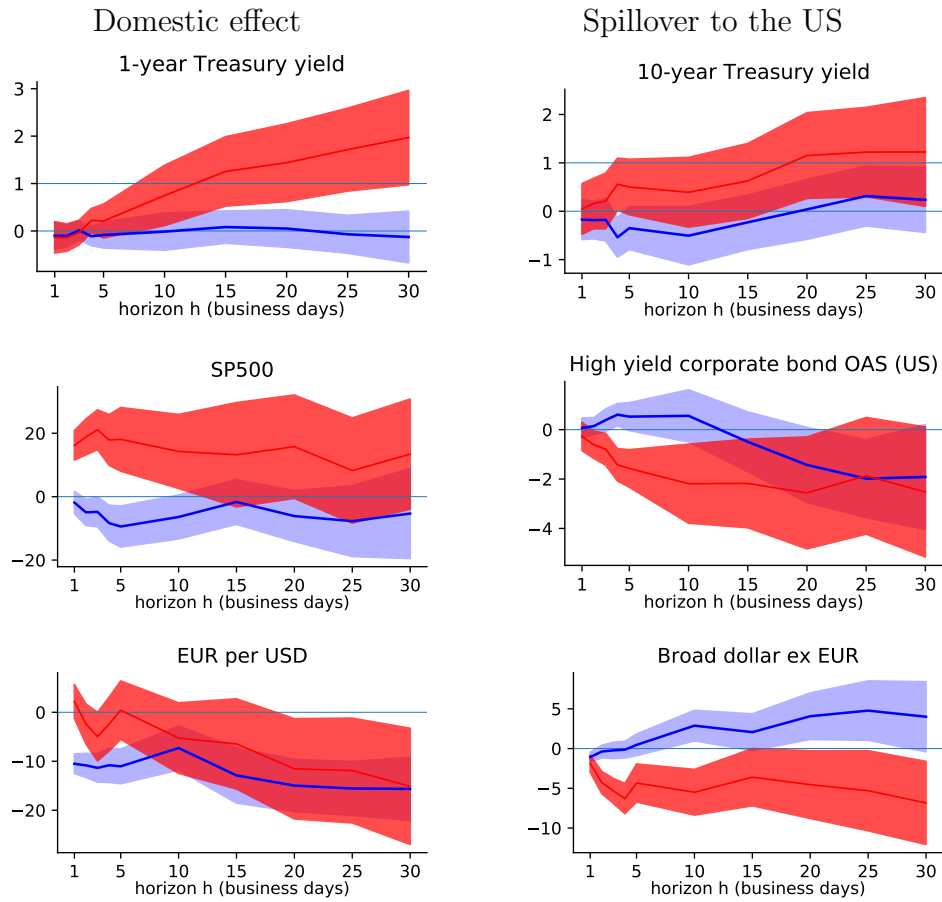 Domestic effect
Spillover to the US
1-year Treasury yield
3
2
1
0
1 5 10 15 20 25 30
horizon h (business days)
10-year Treasury yield
2
1
0
−1
1 5 10 15 20 25 30
horizon h (business days)
SP500
20
0
−20
1 5 10 15 20 25 30
horizon h (business days)
High yield corporate bond OAS (US)
0
−2
−4
1 5 10 15 20 25 30
horizon h (business days)
EUR per USD
0
−10
−20
1 5 10 15 20 25 30
horizon h (business days)
Broad dollar ex EUR
5
0
−5
−10
1 5 10 15 20 25 30
horizon h (business days)